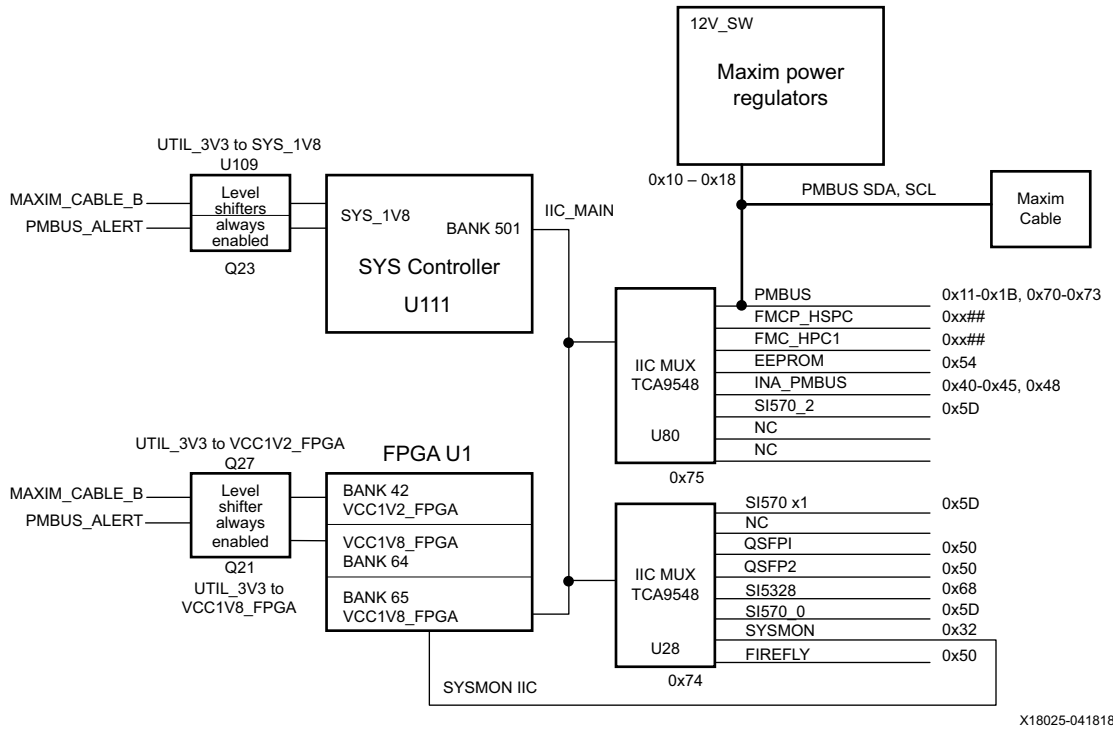 12V_SW
Maxim power
regulators
UTIL_3V3 to SYS_1V8
U109
MAXIM_CABLE_B
PMBUS_ALERT
Level
shifters
always
enabled
Q23
SYS_1V8
BANK 501
SYS Controller
U111
IIC_MAIN
0x10 – 0x18
PMBUS SDA, SCL
Maxim
Cable
IIC MUX
TCA9548
U80
0x75
PMBUS 0x11-0x1B, 0x70-0x73
FMCP_HSPC 0xx##
FMC_HPC1 0xx##
EEPROM 0x54
INA_PMBUS 0x40-0x45, 0x48
SI570_2 0x5D
NC
NC
UTIL_3V3 to VCC1V2_FPGA
Q27
MAXIM_CABLE_B
PMBUS_ALERT
Level
shifter
always
enabled
Q21
UTIL_3V3 to
VCC1V8_FPGA
FPGA U1
BANK 42
VCC1V2_FPGA
VCC1V8_FPGA
BANK 64
BANK 65
VCC1V8_FPGA
SYSMON IIC
IIC MUX
TCA9548
U28
0x74
SI570 x1 0x5D
NC
QSFPI 0x50
QSFP2 0x50
SI5328 0x68
SI570_0 0x5D
SYSMON 0x32
FIREFLY 0x50
X18025-041818